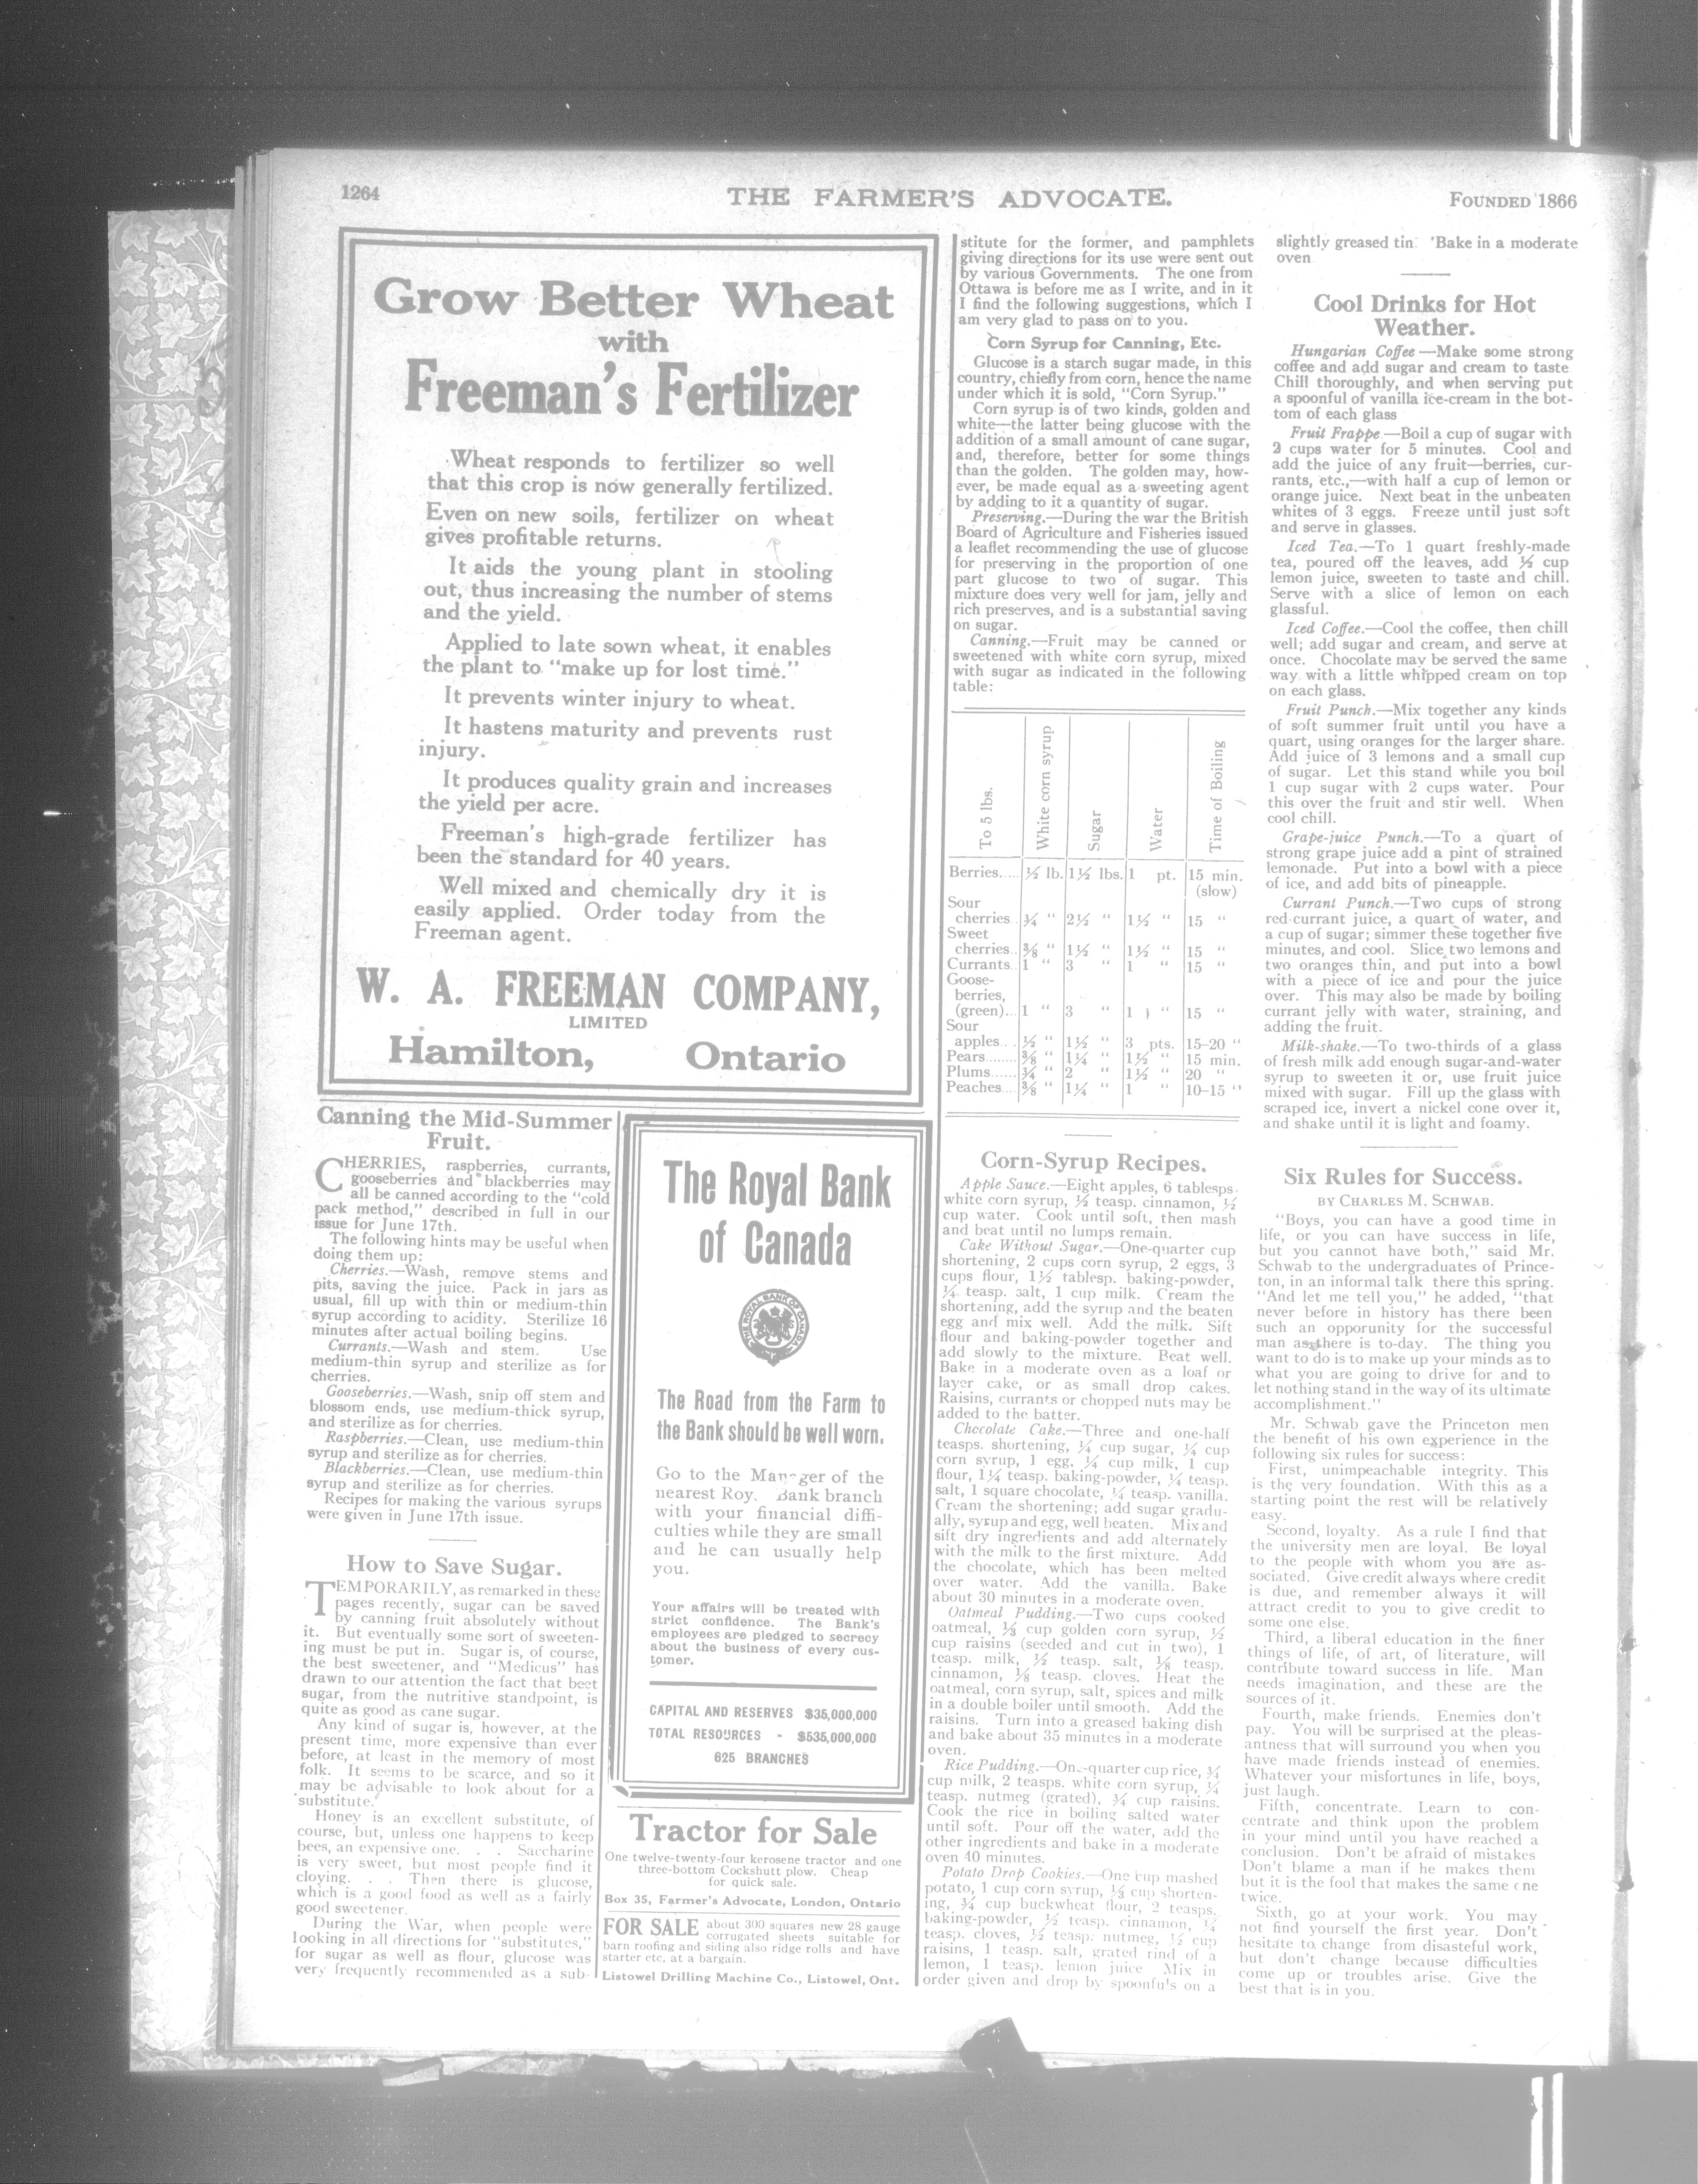 1264
THE FARMER'S ADVOCATE.
FOUNDED 1866
Grow Better Wheat
with
Freeman's Fertilizer
Wheat responds to fertilizer so well
that this crop is now generally fertilized.
Even on new soils, fertilizer on wheat
gives profitable returns.
It aids the young plant in stooling
out, thus increasing the number of stems
and the yield.
Applied to late sown wheat, it enables
the plant to "make up for lost time."
It prevents winter injury to wheat.
It hastens maturity and prevents rust
injury.
It produces quality grain and increases
the yield per acre.
Freeman's high-grade fertilizer has
been the standard for 40 years.
Well mixed and chemically dry it is
easily applied. Order today from the
Freeman agent.
W. A. FREEMAN COMPANY,
LIMITED
Hamilton, Ontario
Canning the Mid-Summer
Fruit.
CHERRIES, raspberries, currants,
gooseberries and blackberries may
all be canned according to the "cold
pack method," described in full in our
issue for June 17th.
The following hints may be useful when
doing them up:
Cherries.—Wash, remove stems and
pits, saving the juice. Pack in jars as
usual, fill up with thin or medium-thin
syrup according to acidity. Sterilize 16
minutes after actual boiling begins.
Currants.—Wash and stem. Use
medium-thin syrup and sterilize as for
cherries.
Gooseberries.—Wash, snip off stem and
blossom ends, use medium-thick syrup,
and sterilize as for cherries.
Raspberries.—Clean, use medium-thin
syrup and sterilize as for cherries.
Blackberries.—Clean, use medium-thin
syrup and sterilize as for cherries.
Recipes for making the various syrups
were given in June 17th issue.
How to Save Sugar.
TEMPORARILY, as remarked in these
pages recently, sugar can be saved
by canning fruit absolutely without
it. But eventually some sort of sweeten-
ing must be put in. Sugar is, of course,
the best sweetener, and "Medicus" has
drawn to our attention the fact that beet
sugar, from the nutritive standpoint, is
quite as good as cane sugar.
Any kind of sugar is, however, at the
present time, more expensive than ever
before, at least in the memory of most
folk. It seems to be scarce, and so it
may be advisable to look about for a
substitute.
Honey is an excellent substitute, of
course, but, unless one happens to keep
bees, an expensive one. . . Saccharine
is very sweet, but most people find it
cloying. . . Then there is glucose,
which is a good food as well as a fairly
good sweetener.
During the War, when people were
looking in all directions for "substitutes,"
for sugar as well as flour, glucose was
very frequently recommended as a sub-
The Royal Bank
of Canada
THE ROYAL BANK OF CANADA
The Road from the Farm to
the Bank should be well worn.
Go to the Manager of the
nearest Roy. Bank branch
with your financial diffi-
culties while they are small
and he can usually help
you.
Your affairs will be treated with
strict confidence. The Bank's
employees are pledged to secrecy
about the business of every cus-
tomer.
CAPITAL AND RESERVES $35,000,000
TOTAL RESOURCES - $535,000,000
625 BRANCHES
Tractor for Sale
One twelve-twenty-four kerosene tractor and one
three-bottom Cockshutt plow. Cheap
for quick sale.
Box 35, Farmer's Advocate, London, Ontario
FOR SALE about 300 squares new 28 gauge
corrugated sheets suitable for
barn roofing and siding also ridge rolls and have
starter etc, at a bargain.
Listowel Drilling Machine Co., Listowel, Ont.
stitute for the former, and pamphlets
giving directions for its use were sent out
by various Governments. The one from
Ottawa is before me as I write, and in it
I find the following suggestions, which I
am very glad to pass on to you.
Corn Syrup for Canning, Etc.
Glucose is a starch sugar made, in this
country, chiefly from corn, hence the name
under which it is sold, "Corn Syrup."
Corn syrup is of two kinds, golden and
white—the latter being glucose with the
addition of a small amount of cane sugar,
and, therefore, better for some things
than the golden. The golden may, how-
ever, be made equal as a sweeting agent
by adding to it a quantity of sugar.
Preserving.—During the war the British
Board of Agriculture and Fisheries issued
a leaflet recommending the use of glucose
for preserving in the proportion of one
part glucose to two of sugar. This
mixture does very well for jam, jelly and
rich preserves, and is a substantial saving
on sugar.
Canning.—Fruit may be canned or
sweetened with white corn syrup, mixed
with sugar as indicated in the following
table:
To 5 lbs. White corn syrup Sugar Water Time of Boiling
Berries..... ½ lb. 1½ lbs. 1 pt. 15 min.
(slow)
Sour
cherries.. ¾ " 2½ " 1½ " 15 "
Sweet
cherries.. ⅜ " 1½ " 1½ " 15 "
Currants.. 1 " 3 " 1 " 15 "
Goose-
berries,
(green)... 1 " 3 " 1 " 15 "
Sour
apples... ½ " 1½ " 3 pts. 15-20 "
Pears........ ⅜ " 1¼ " 1½ " 15 min.
Plums...... ¾ " 2 " 1½ " 20 "
Peaches.... ⅜ " 1¼ " 1 " 10-15 "
Corn-Syrup Recipes.
Apple Sauce.—Eight apples, 6 tablesps.
white corn syrup, ½ teasp. cinnamon, ½
cup water. Cook until soft, then mash
and beat until no lumps remain.
Cake Without Sugar.—One-quarter cup
shortening, 2 cups corn syrup, 2 eggs, 3
cups flour, 1½ tablesp. baking-powder,
¼ teasp. salt, 1 cup milk. Cream the
shortening, add the syrup and the beaten
egg and mix well. Add the milk. Sift
flour and baking-powder together and
add slowly to the mixture. Beat well.
Bake in a moderate oven as a loaf or
layer cake, or as small drop cakes.
Raisins, currants or chopped nuts may be
added to the batter.
Chocolate Cake.—Three and one-half
teasps. shortening, ¼ cup sugar, ¼ cup
corn syrup, 1 egg, ¼ cup milk, 1 cup
flour, 1¼ teasp. baking-powder, ¼ teasp.
salt, 1 square chocolate, ¼ teasp. vanilla.
Cream the shortening; add sugar gradu-
ally, syrup and egg, well beaten. Mix and
sift dry ingredients and add alternately
with the milk to the first mixture. Add
the chocolate, which has been melted
over water. Add the vanilla. Bake
about 30 minutes in a moderate oven.
Oatmeal Pudding.—Two cups cooked
oatmeal, ⅓ cup golden corn syrup, ½
cup raisins (seeded and cut in two), 1
teasp. milk, ½ teasp. salt, ⅛ teasp.
cinnamon, ⅛ teasp. cloves. Heat the
oatmeal, corn syrup, salt, spices and milk
in a double boiler until smooth. Add the
raisins. Turn into a greased baking dish
and bake about 35 minutes in a moderate
oven.
Rice Pudding.—One-quarter cup rice, ¾
cup milk, 2 teasps. white corn syrup, ¼
teasp. nutmeg (grated), ¾ cup raisins.
Cook the rice in boiling salted water
until soft. Pour off the water, add the
other ingredients and bake in a moderate
oven 40 minutes.
Potato Drop Cookies.—One cup mashed
potato, 1 cup corn syrup, ⅓ cup shorten-
ing, ¾ cup buckwheat flour, 2 teasps.
baking-powder, ½ teasp. cinnamon, ¼
teasp. cloves, ½ teasp. nutmeg, ½ cup
raisins, 1 teasp. salt, grated rind of a
lemon, 1 teasp. lemon juice Mix in
order given and drop by spoonfu's on a
slightly greased tin. Bake in a moderate
oven
Cool Drinks for Hot
Weather.
Hungarian Coffee—Make some strong
coffee and add sugar and cream to taste
Chill thoroughly, and when serving put
a spoonful of vanilla ice-cream in the bot-
tom of each glass
Fruit Frappe.—Boil a cup of sugar with
2 cups water for 5 minutes. Cool and
add the juice of any fruit—berries, cur-
rants, etc.,—with half a cup of lemon or
orange juice. Next beat in the unbeaten
whites of 3 eggs. Freeze until just soft
and serve in glasses.
Iced Tea.—To 1 quart freshly-made
tea, poured off the leaves, add ½ cup
lemon juice, sweeten to taste and chill.
Serve with a slice of lemon on each
glassful.
Iced Coffee.—Cool the coffee, then chill
well; add sugar and cream, and serve at
once. Chocolate may be served the same
way with a little whipped cream on top
on each glass.
Fruit Punch.—Mix together any kinds
of soft summer fruit until you have a
quart, using oranges for the larger share.
Add juice of 3 lemons and a small cup
of sugar. Let this stand while you boil
1 cup sugar with 2 cups water. Pour
this over the fruit and stir well. When
cool chill.
Grape-juice Punch.—To a quart of
strong grape juice add a pint of strained
lemonade. Put into a bowl with a piece
of ice, and add bits of pineapple.
Currant Punch.—Two cups of strong
red-currant juice, a quart of water, and
a cup of sugar; simmer these together five
minutes, and cool. Slice two lemons and
two oranges thin, and put into a bowl
with a piece of ice and pour the juice
over. This may also be made by boiling
currant jelly with water, straining, and
adding the fruit.
Milk-shake.—To two-thirds of a glass
of fresh milk add enough sugar-and-water
syrup to sweeten it or, use fruit juice
mixed with sugar. Fill up the glass with
scraped ice, invert a nickel cone over it,
and shake until it is light and foamy.
Six Rules for Success.
BY CHARLES M. SCHWAB.
"Boys, you can have a good time in
life, or you can have success in life,
but you cannot have both," said Mr.
Schwab to the undergraduates of Prince-
ton, in an informal talk there this spring.
"And let me tell you," he added, "that
never before in history has there been
such an opporunity for the successful
man as there is to-day. The thing you
want to do is to make up your minds as to
what you are going to drive for and to
let nothing stand in the way of its ultimate
accomplishment."
Mr. Schwab gave the Princeton men
the benefit of his own experience in the
following six rules for success:
First, unimpeachable integrity. This
is the very foundation. With this as a
starting point the rest will be relatively
easy.
Second, loyalty. As a rule I find that
the university men are loyal. Be loyal
to the people with whom you are as-
sociated. Give credit always where credit
is due, and remember always it will
attract credit to you to give credit to
some one else.
Third, a liberal education in the finer
things of life, of art, of literature, will
contribute toward success in life. Man
needs imagination, and these are the
sources of it.
Fourth, make friends. Enemies don't
pay. You will be surprised at the pleas-
antness that will surround you when you
have made friends instead of enemies.
Whatever your misfortunes in life, boys,
just laugh.
Fifth, concentrate. Learn to con-
centrate and think upon the problem
in your mind until you have reached a
conclusion. Don't be afraid of mistakes
Don't blame a man if he makes them
but it is the fool that makes the same one
twice.
Sixth, go at your work. You may
not find yourself the first year. Don't
hesitate to change from disasteful work,
but don't change because difficulties
come up or troubles arise. Give the
best that is in you.